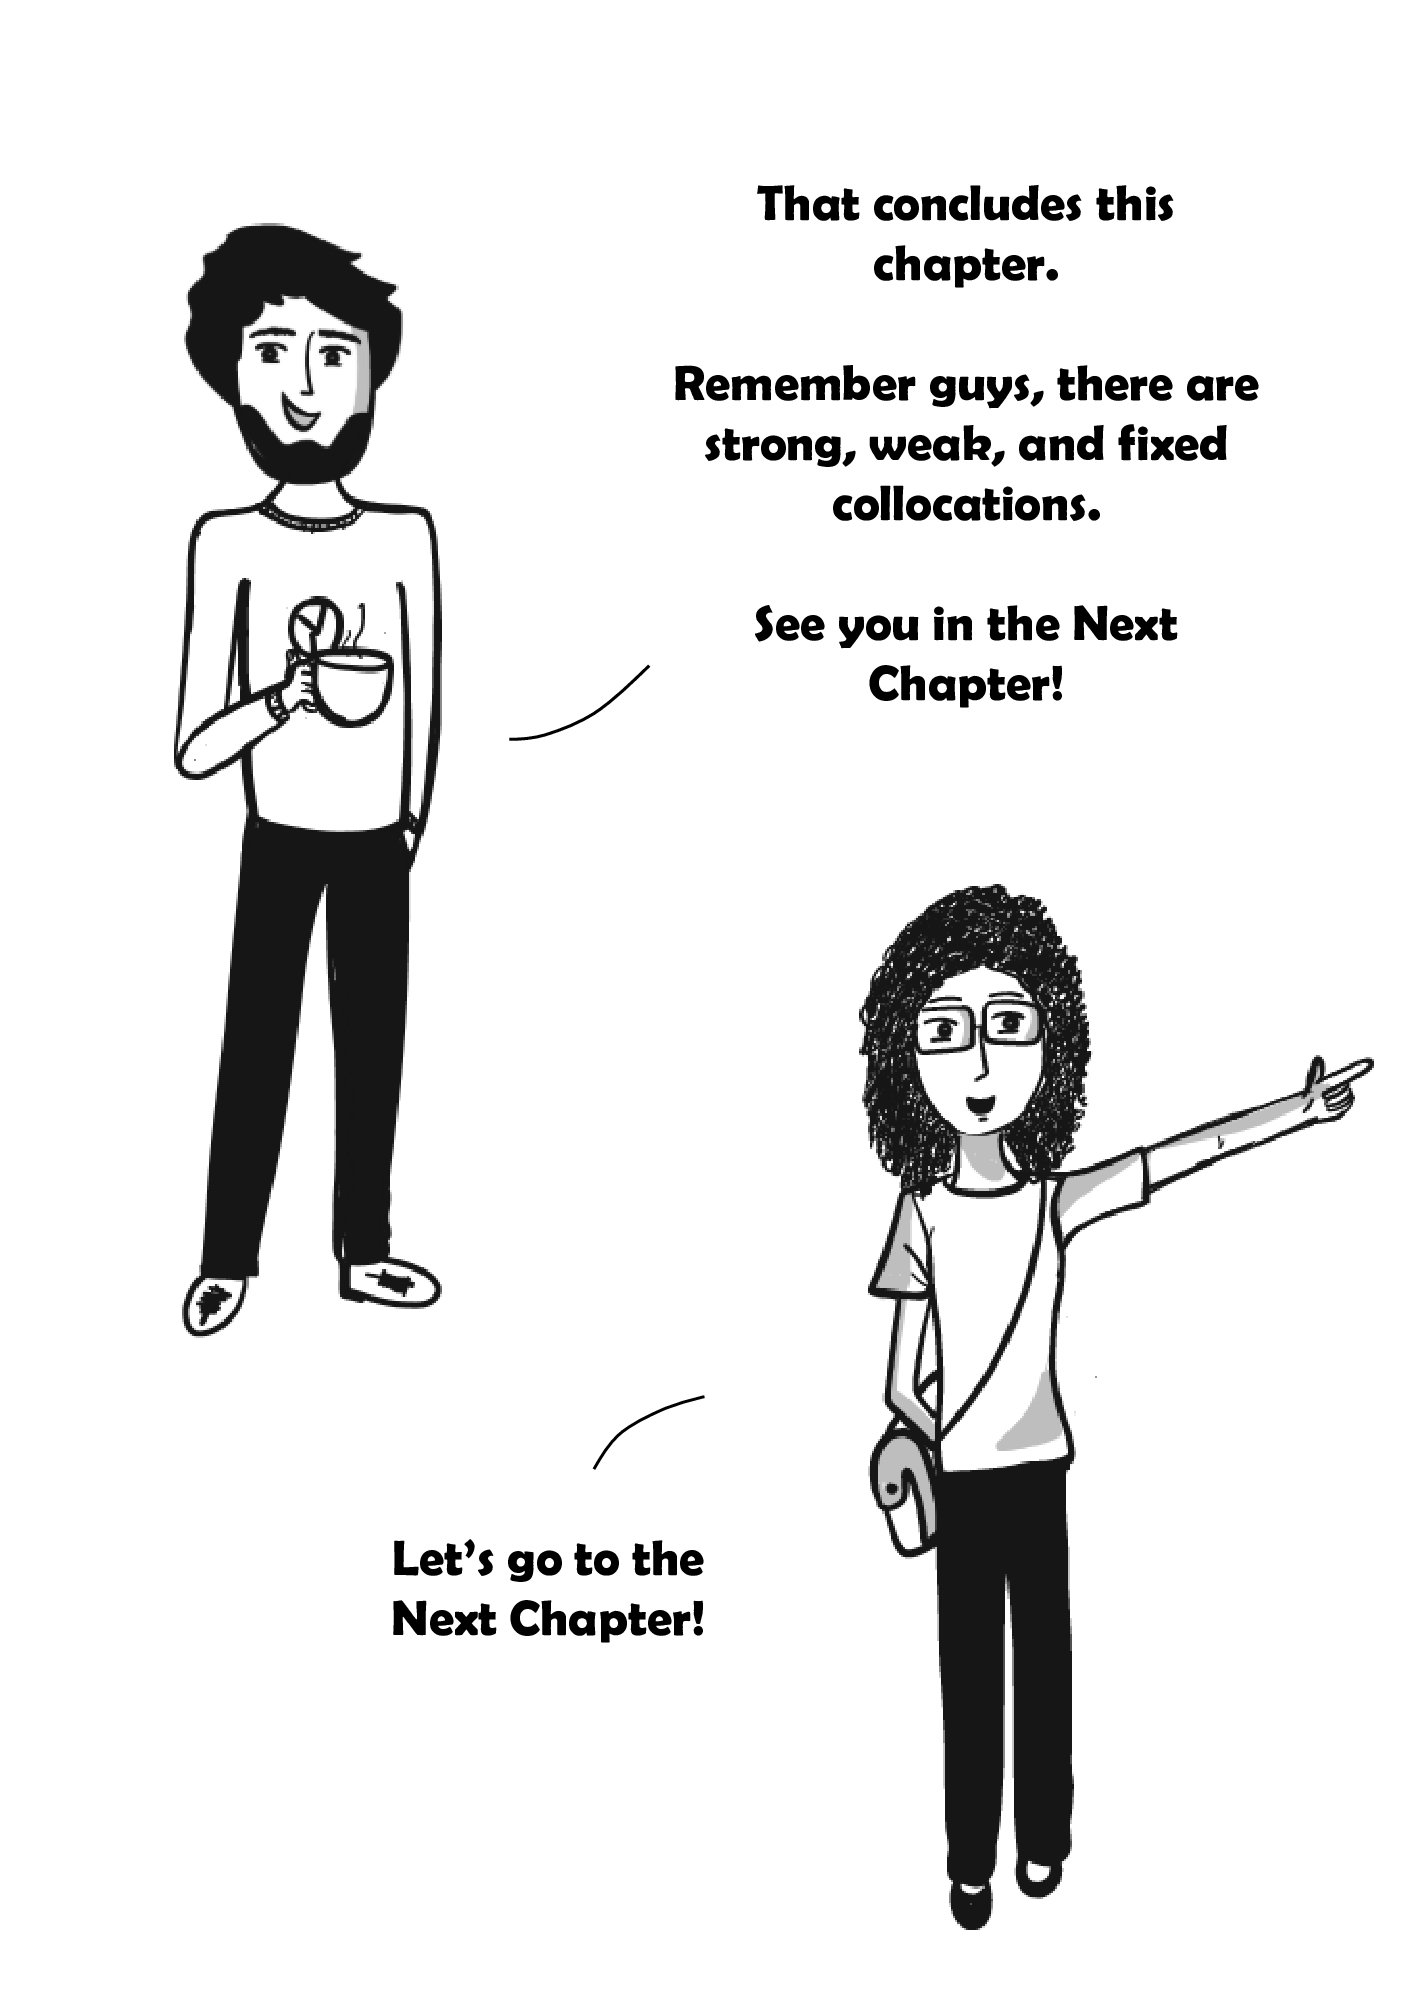 That concludes this
chapter.
Remember guys, there are
strong, weak, and fixed
collocations.
See you in the Next
Chapter!
Let’s go to the
Next Chapter!